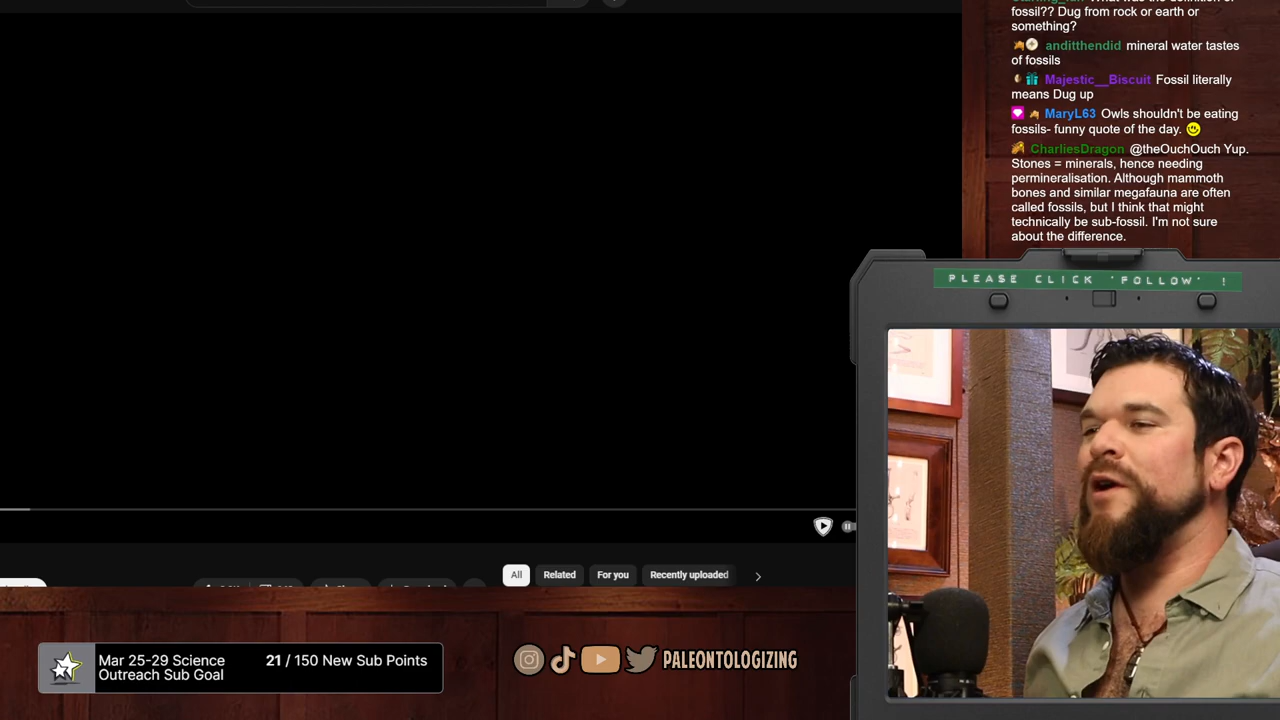 fossil?? Dug from rock or earth or
something?
anditthendid mineral water tastes
of fossils
Majestic__Biscuit Fossil literally
means Dug up
MaryL63 Owls shouldn't be eating
fossils- funny quote of the day.
CharliesDragon @theOuchOuch Yup.
Stones = minerals, hence needing
permineralisation. Although mammoth
bones and similar megafauna are often
called fossils, but I think that might
technically be sub-fossil. I'm not sure
about the difference.
PLEASE CLICK 'FOLLOW' !
All Related For you Recently uploaded
Mar 25-29 Science
Outreach Sub Goal
21 / 150 New Sub Points
PALEONTOLOGIZING